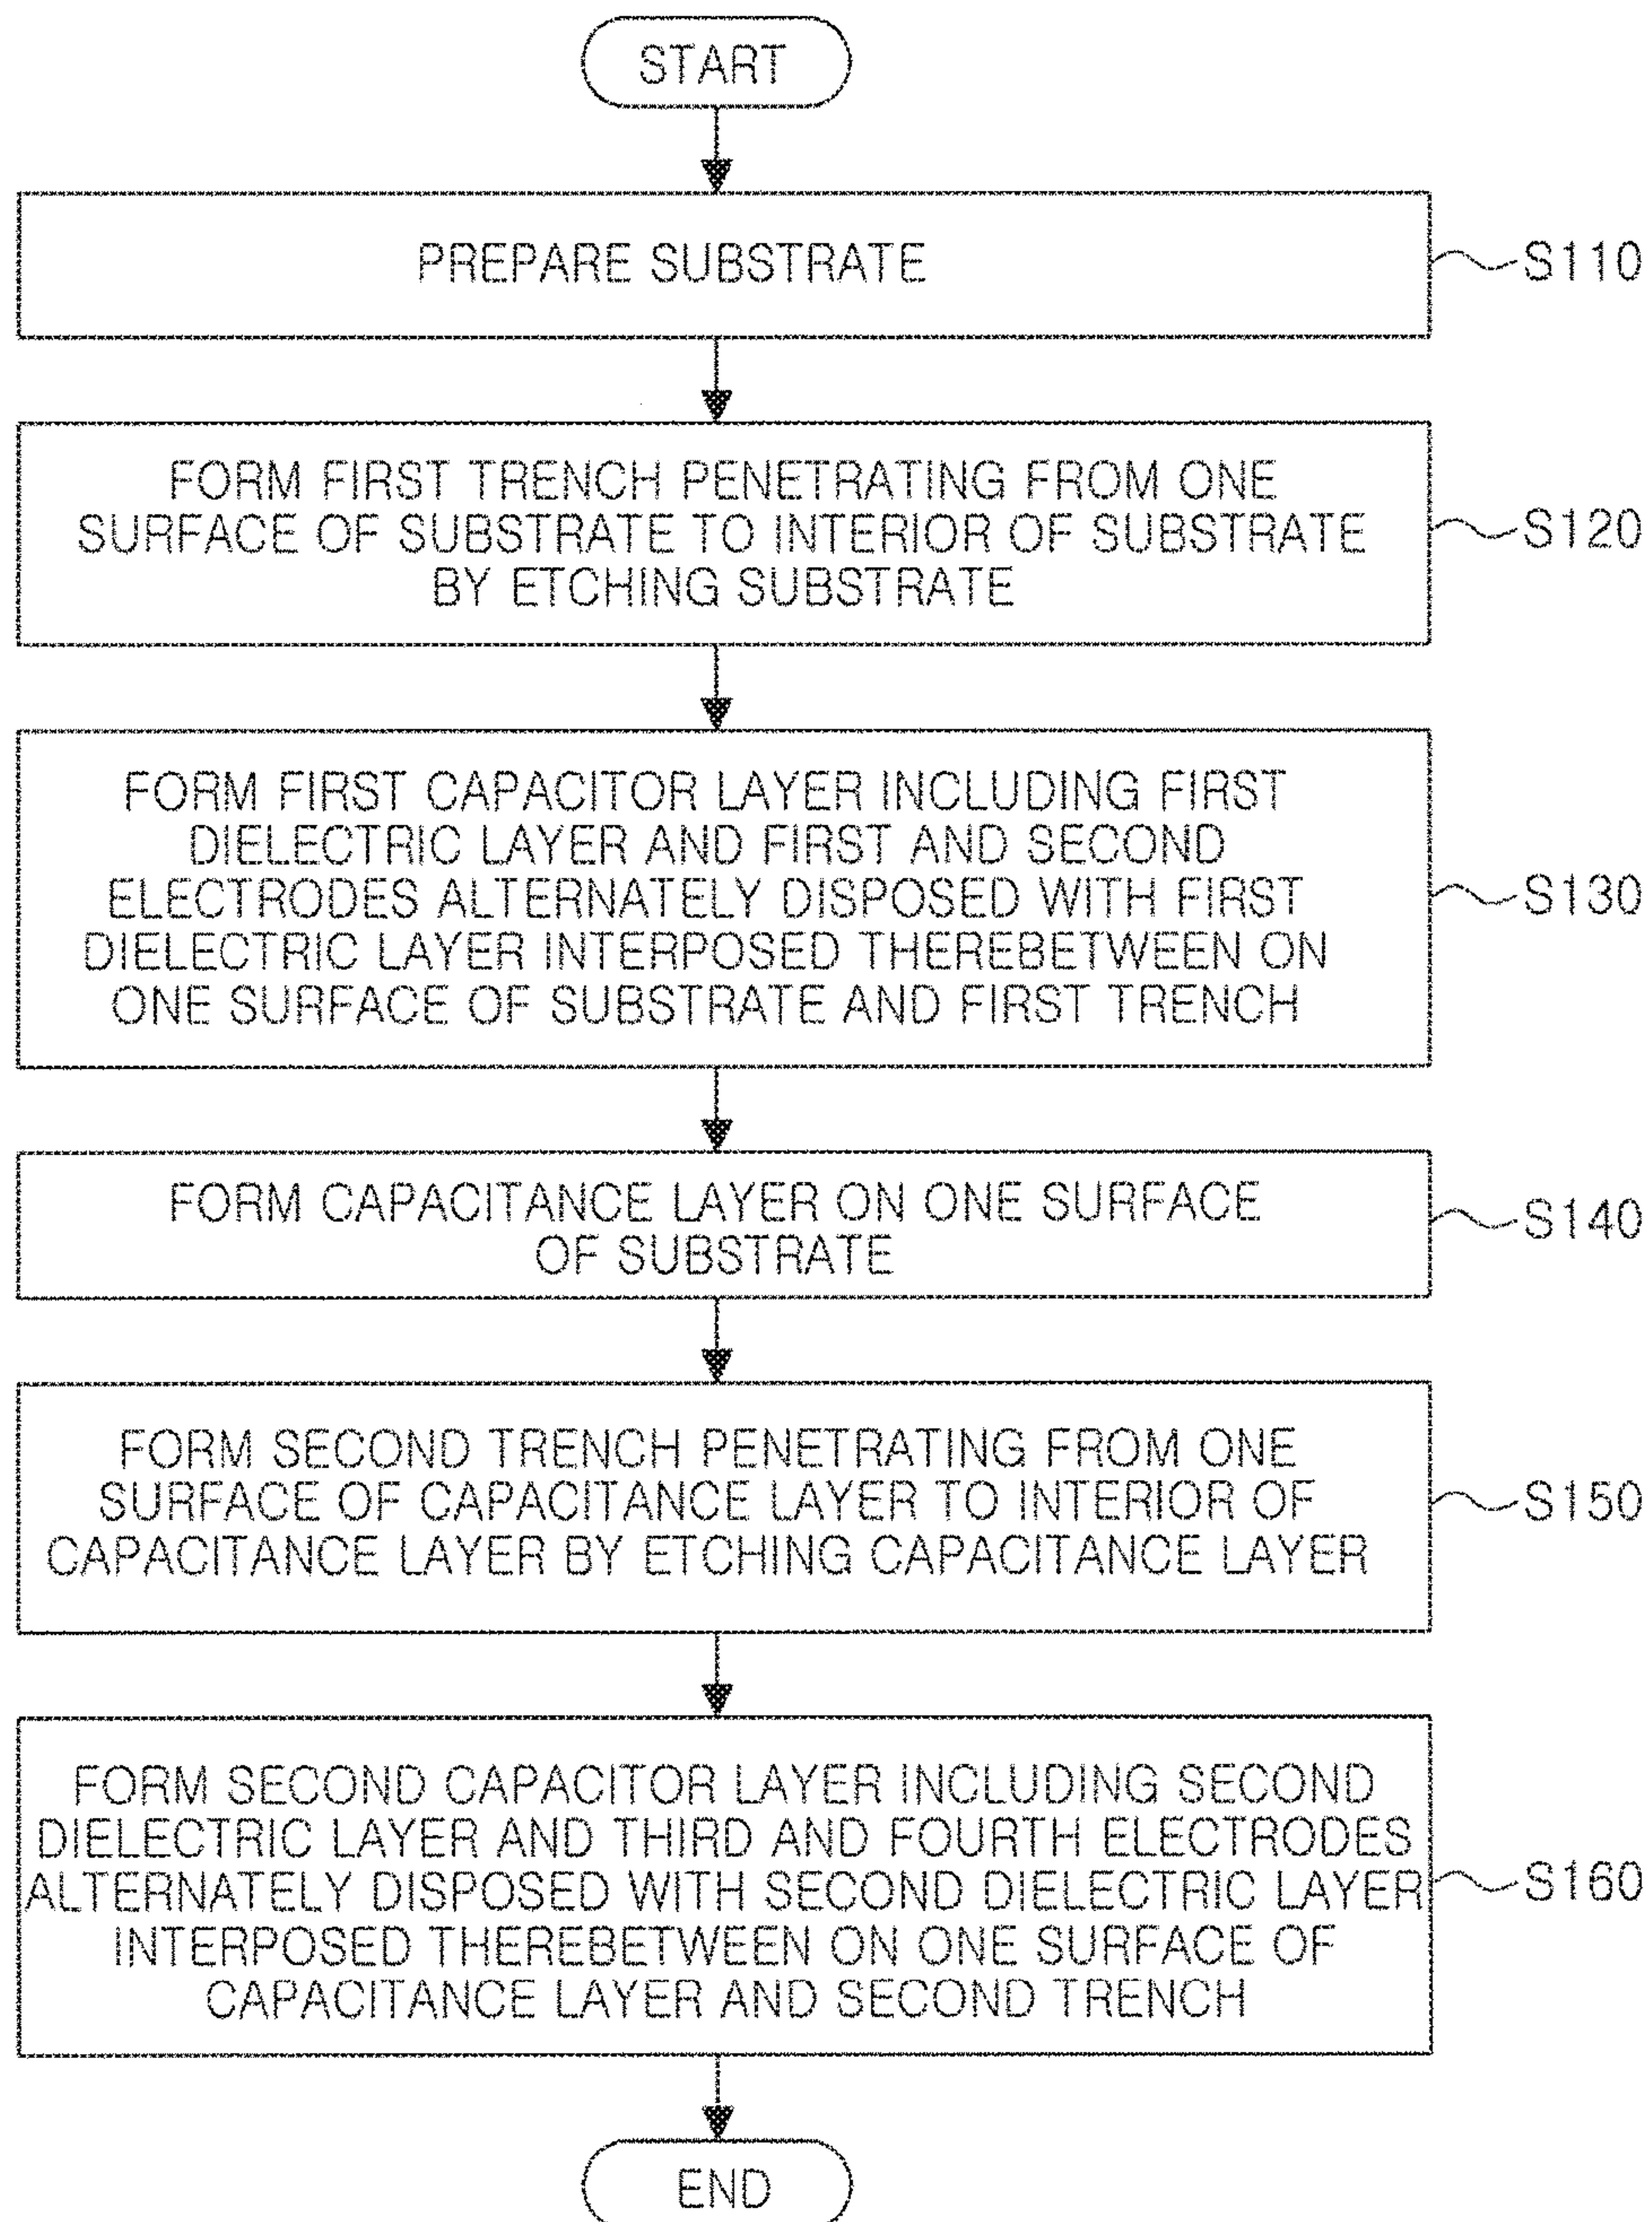 START
PREPARE SUBSTRATE
S110
FORM FIRST TRENCH PENETRATING FROM ONE
SURFACE OF SUBSTRATE TO INTERIOR OF SUBSTRATE
BY ETCHING SUBSTRATE
S120
FORM FIRST CAPACITOR LAYER INCLUDING FIRST
DIELECTRIC LAYER AND FIRST AND SECOND
ELECTRODES ALTERNATELY DISPOSED WITH FIRST
DIELECTRIC LAYER INTERPOSED THEREBETWEEN ON
ONE SURFACE OF SUBSTRATE AND FIRST TRENCH
S130
FORM CAPACITANCE LAYER ON ONE SURFACE
OF SUBSTRATE
S140
FORM SECOND TRENCH PENETRATING FROM ONE
SURFACE OF CAPACITANCE LAYER TO INTERIOR OF
CAPACITANCE LAYER BY ETCHING CAPACITANCE LAYER
S150
FORM SECOND CAPACITOR LAYER INCLUDING SECOND
DIELECTRIC LAYER AND THIRD AND FOURTH ELECTRODES
ALTERNATELY DISPOSED WITH SECOND DIELECTRIC LAYER
INTERPOSED THEREBETWEEN ON ONE SURFACE OF
CAPACITANCE LAYER AND SECOND TRENCH
S160
END